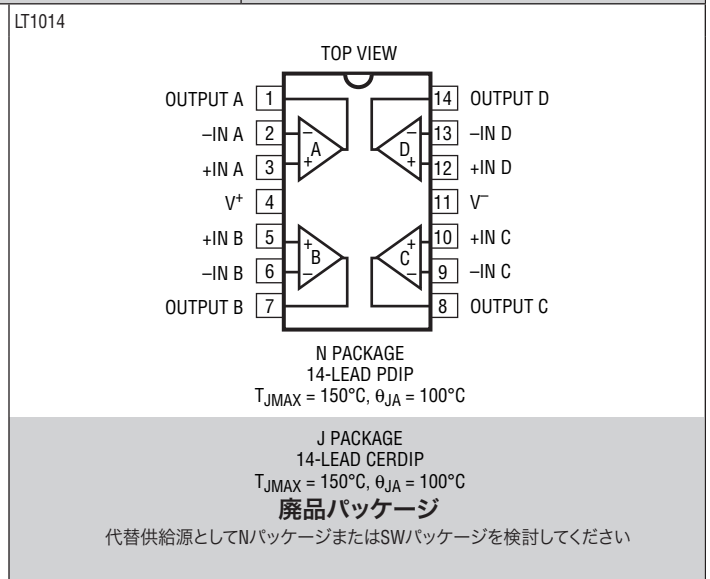 LT1014
TOP VIEW
OUTPUT A 1 14 OUTPUT D
–IN A 2 – – 13 –IN D
A D
+IN A 3 + + 12 +IN D
V+ 4 11 V–
+IN B 5 + + 10 +IN C
B C
–IN B 6 – – 9 –IN C
OUTPUT B 7 8 OUTPUT C
N PACKAGE
14-LEAD PDIP
TJMAX = 150°C, θJA = 100°C
J PACKAGE
14-LEAD CERDIP
TJMAX = 150°C, θJA = 100°C
廃品パッケージ
代替供給源としてNパッケージまたはSWパッケージを検討してください